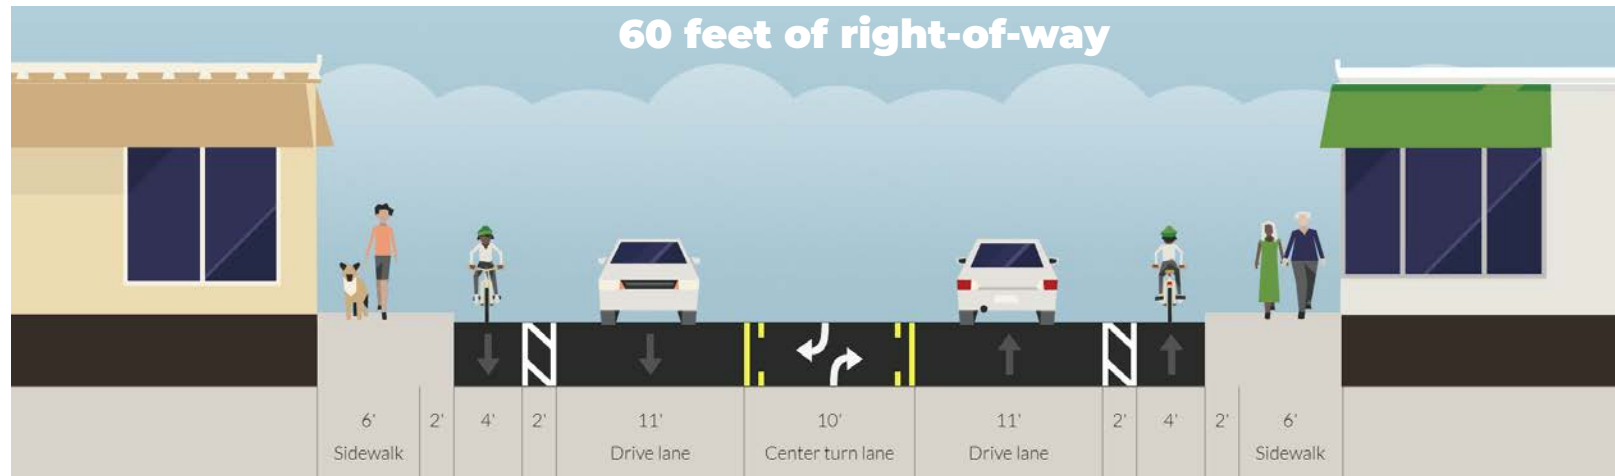 60 feet of right-of-way
6' 2' 4' 2' 11' 10' 11' 2' 4' 2' 6'
Sidewalk Drive lane Center turn lane Drive lane Sidewalk